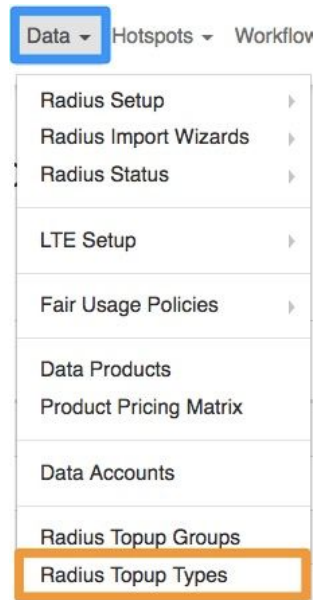 Data Hotspots Workflow
Radius Setup
Radius Import Wizards
Radius Status
LTE Setup
Fair Usage Policies
Data Products
Product Pricing Matrix
Data Accounts
Radius Topup Groups
Radius Topup Types